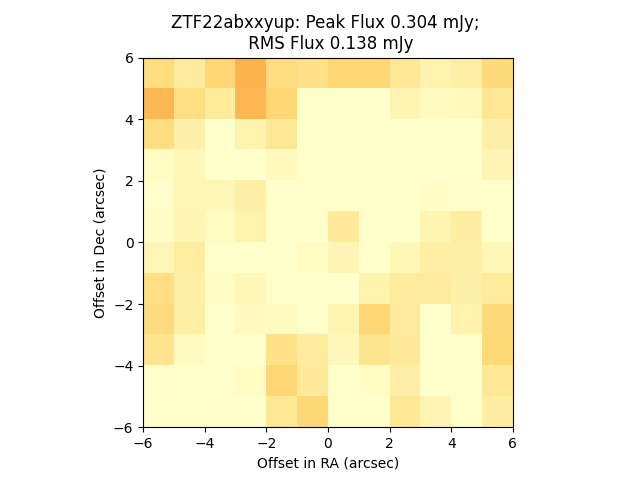 ZTF22abxxyup: Peak Flux 0.304 mJy;
RMS Flux 0.138 mJy
6
4
2
0
−2
−4
−6
Offset in Dec (arcsec)
−6 −4 −2 0 2 4 6
Offset in RA (arcsec)